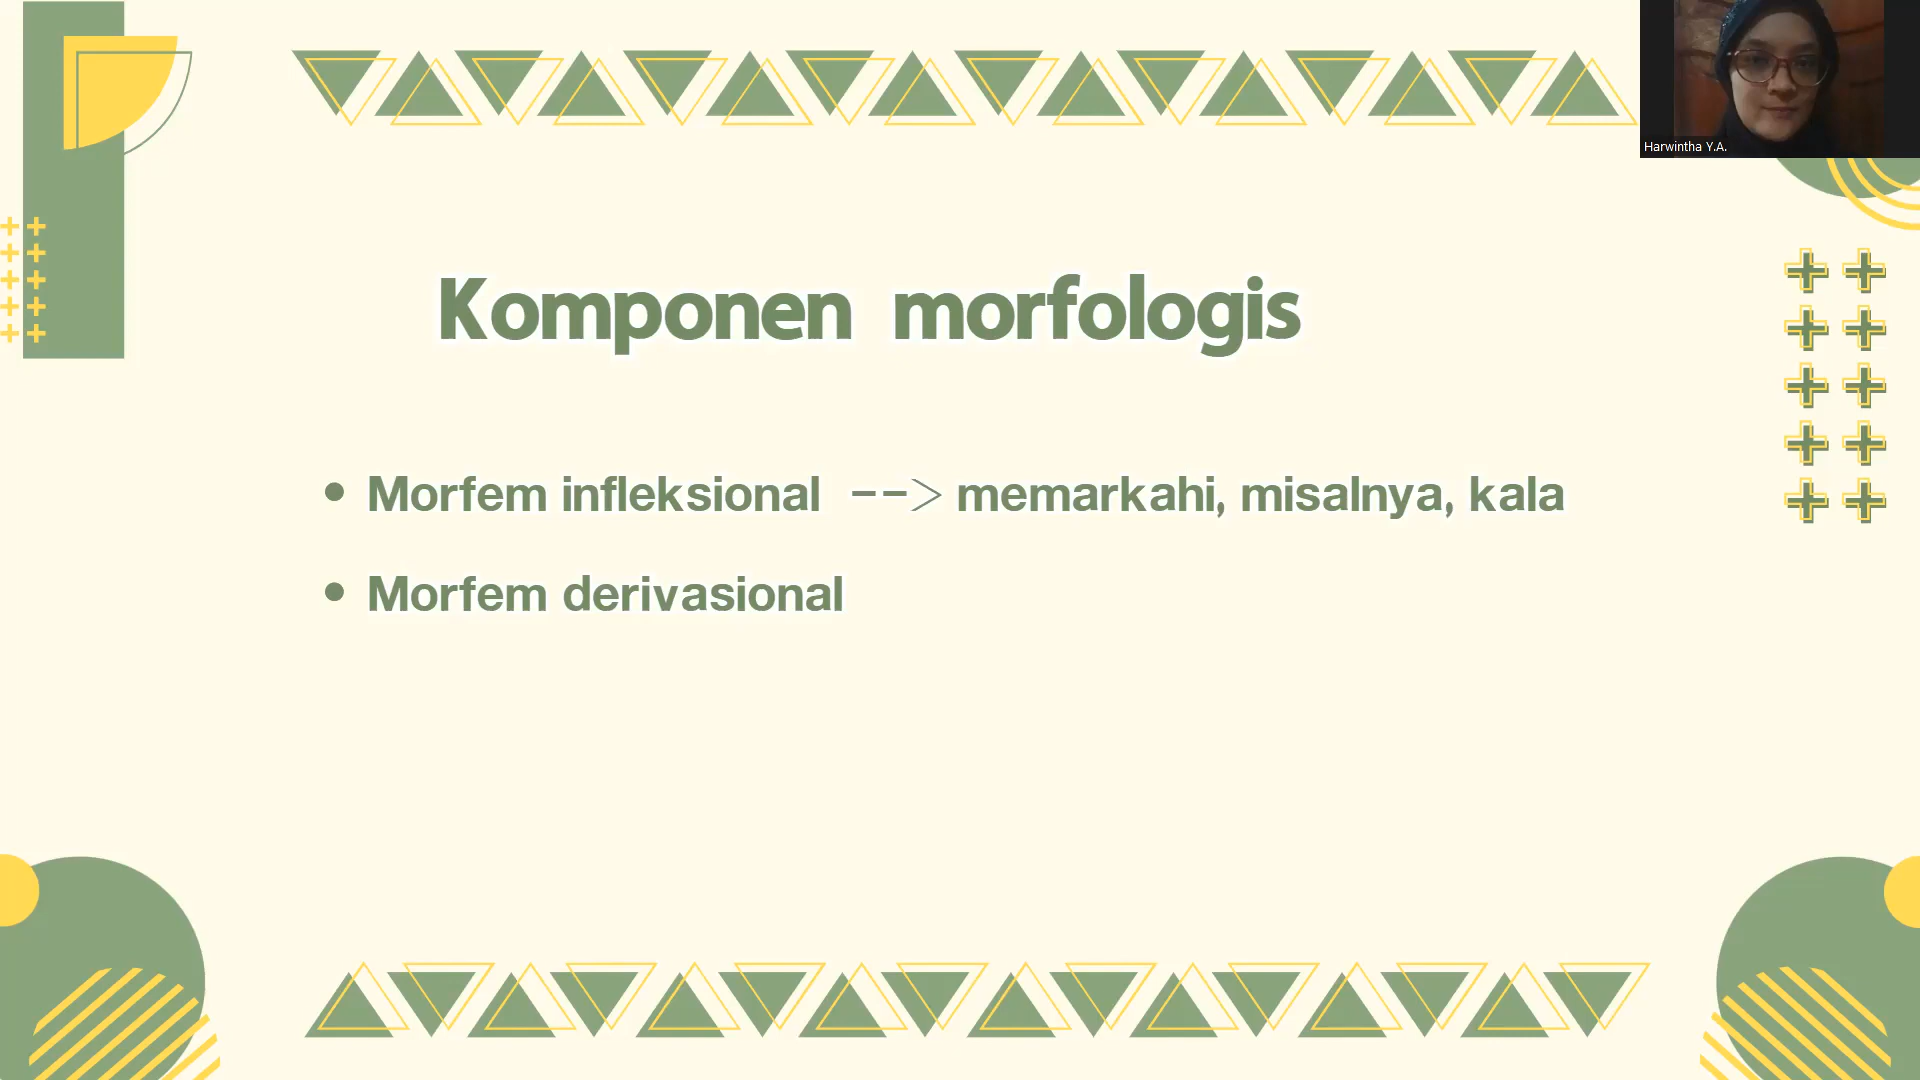 Harwintha Y.A.
Komponen morfologis
• Morfem infleksional --> memarkahi, misalnya, kala
• Morfem derivasional